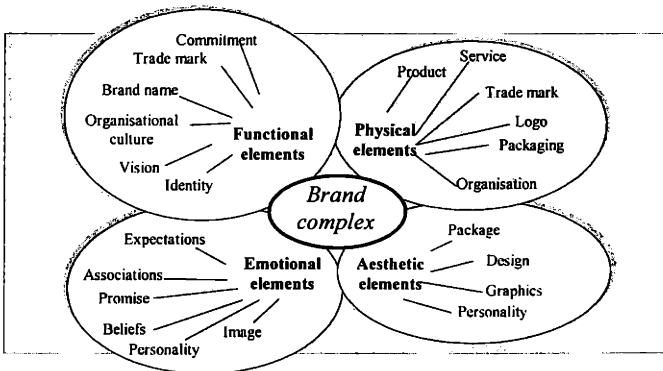 Commitment
Trade mark
Brand name
Organisational
culture
Vision
Identity
Functional
elements
Service
Product
Trade mark
Logo
Packaging
Organisation
Physical
elements
Brand
complex
Expectations
Associations
Promise
Beliefs
Personality
Image
Emotional
elements
Aesthetic
elements
Package
Design
Graphics
Personality